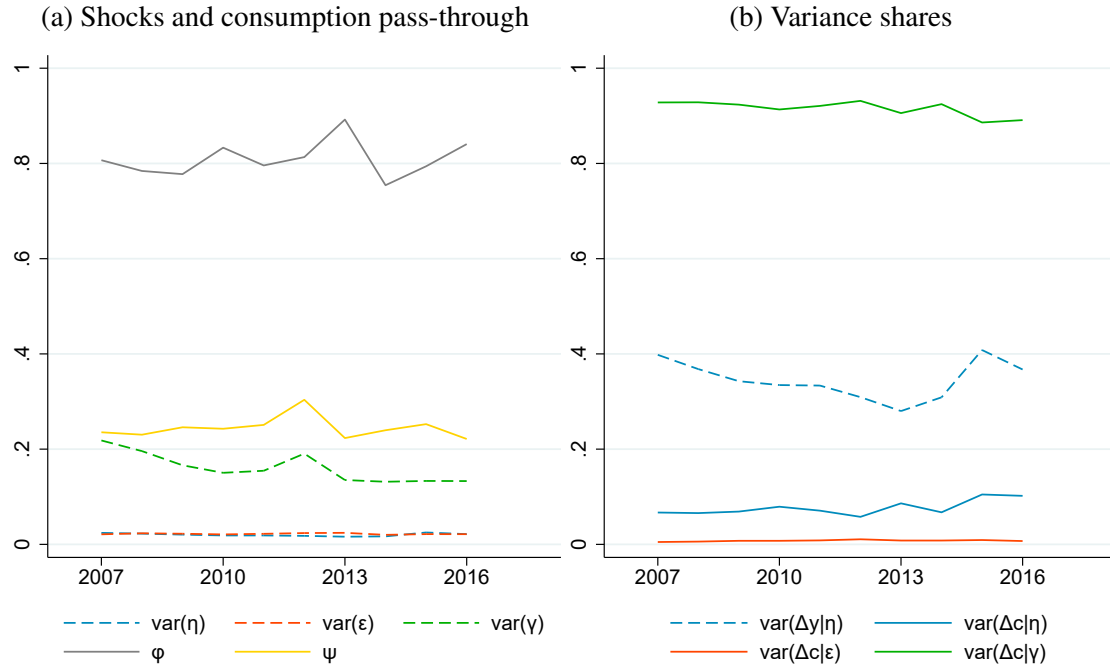 (a) Shocks and consumption pass-through
1
.8
.6
.4
.2
0
2007 2010 2013 2016
var(η) var(ε) var(γ)
φ ψ
(b) Variance shares
1
.8
.6
.4
.2
0
2007 2010 2013 2016
var(Δy|η) var(Δc|η)
var(Δc|ε) var(Δc|γ)